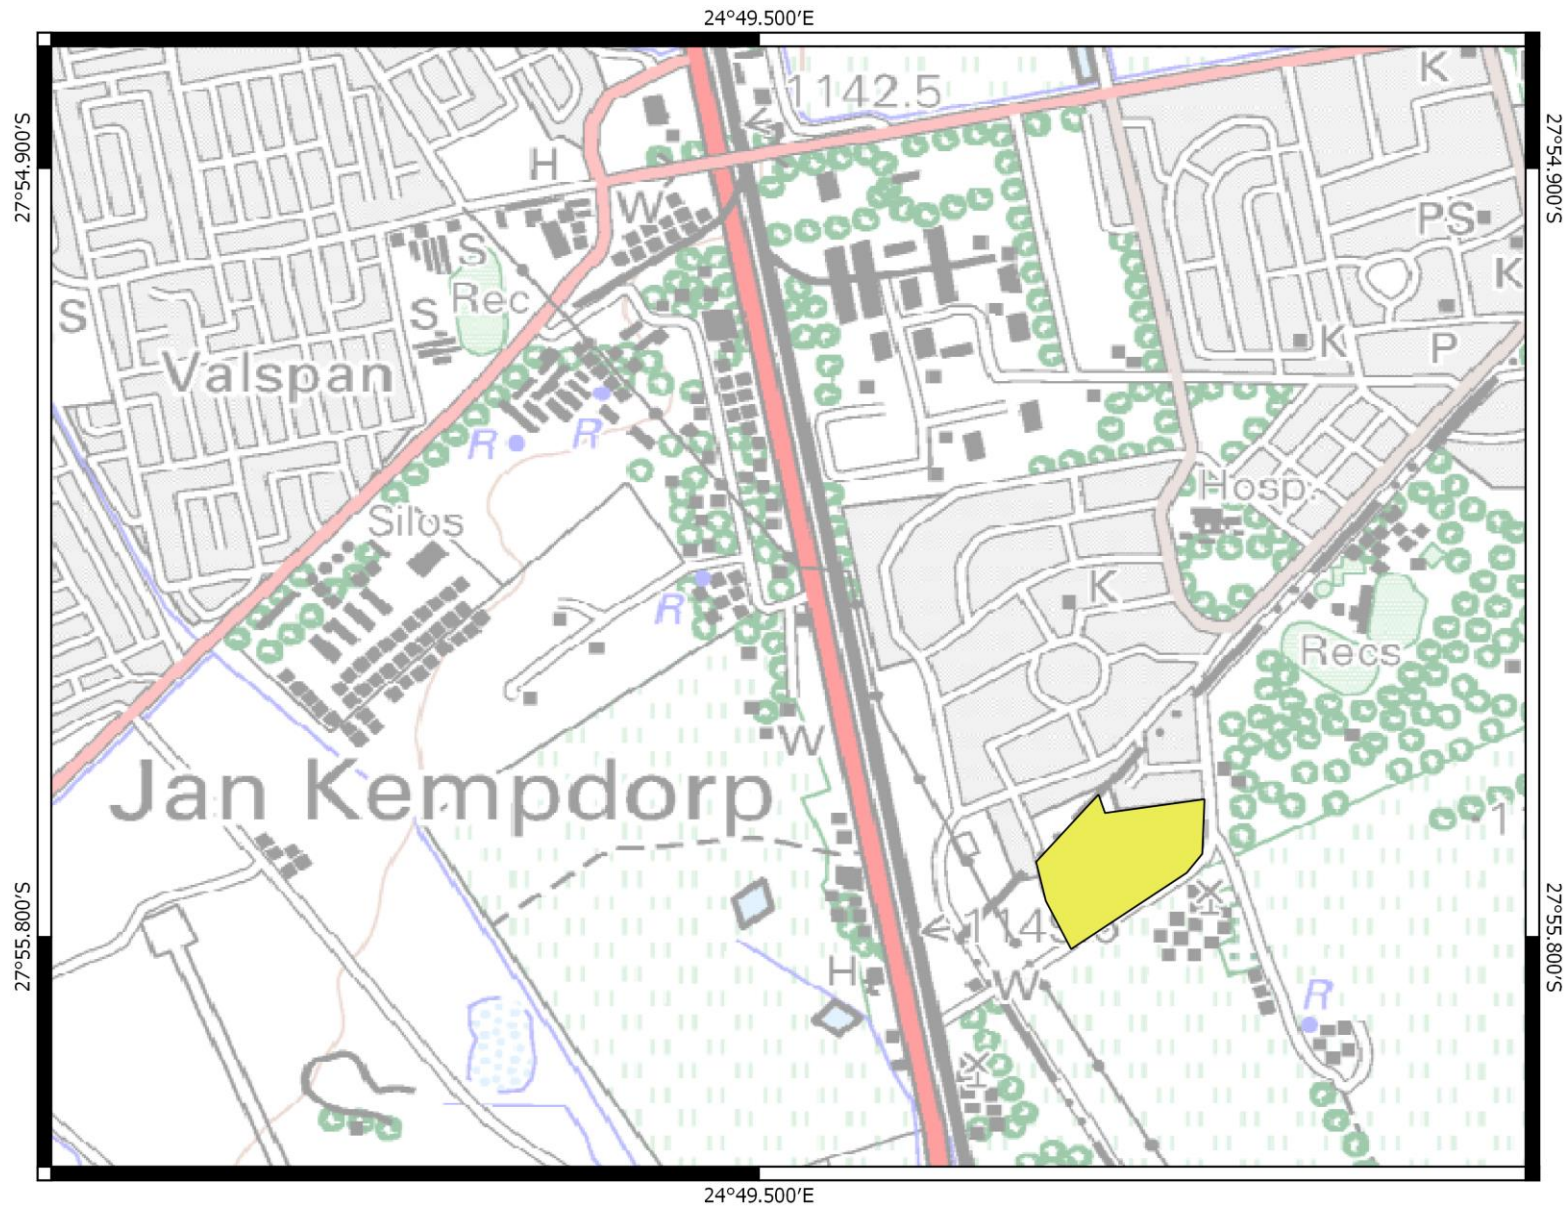 24°49.500′E
K
1142.5
27°54.900′S
27°54.900′S
H
W
PS
S
K
Rec
S
S
K
P
Valspan
R
R
Hosp.
Silos
K
R
Recs
W
Jan Kempdorp
27°55.800′S
27°55.800′S
H
W
R
24°49.500′E